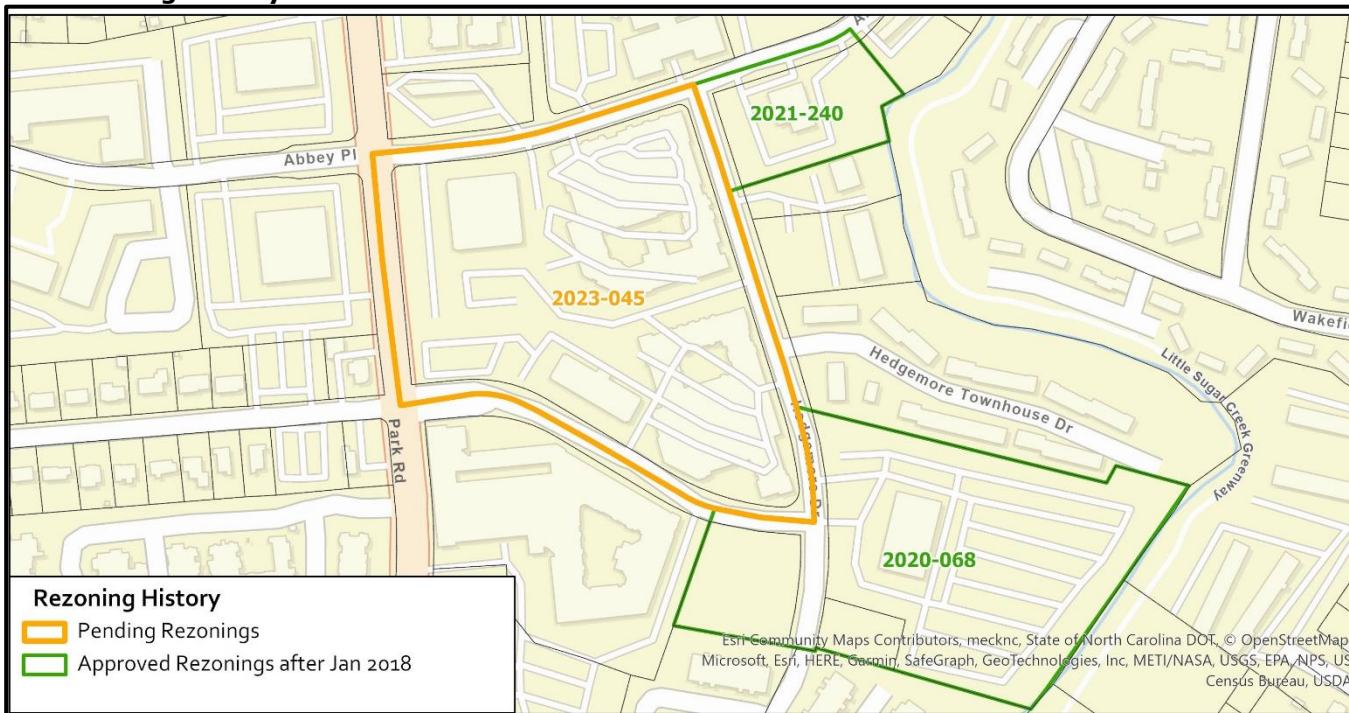 2021-240
Abbey Pl
2023-045
Wakefi
Little Sugar Creek Greenway
Hedgemore Townhouse Dr
Hedgemore Dr
Park Rd
2020-068
Rezoning History
Pending Rezonings
Approved Rezonings after Jan 2018
Esri Community Maps Contributors, mecknc, State of North Carolina DOT, © OpenStreetMap
Microsoft, Esri, HERE, Garmin, SafeGraph, GeoTechnologies, Inc, METI/NASA, USGS, EPA, NPS, US
Census Bureau, USDA